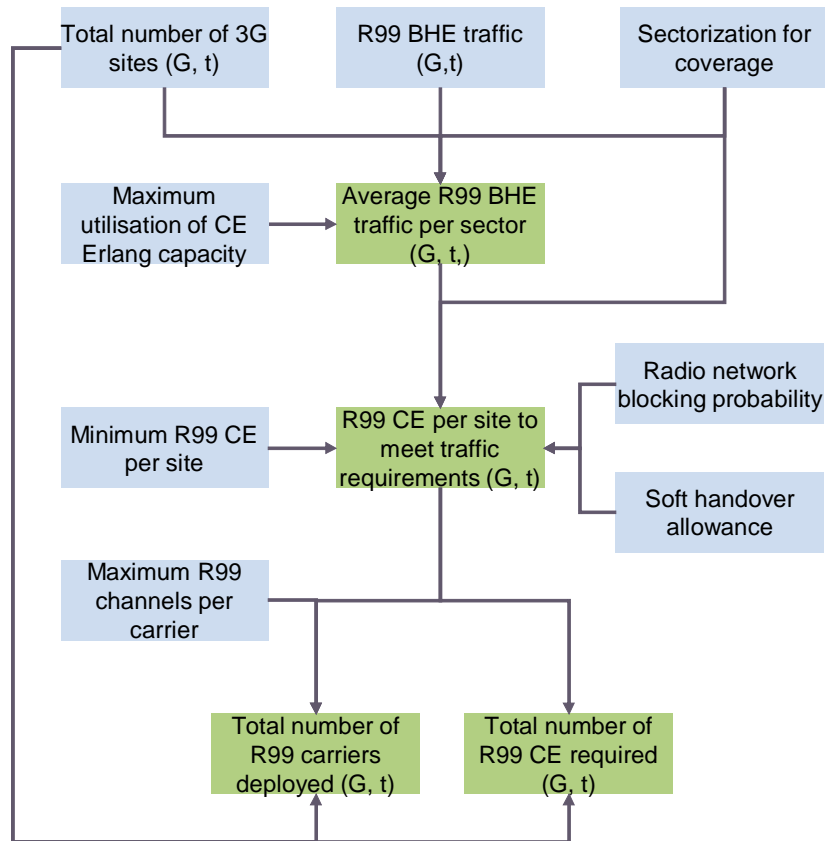 Total number of 3G
sites (G, t)
R99 BHE traffic
(G,t)
Sectorization for
coverage
Maximum
utilisation of CE
Erlang capacity
Average R99 BHE
traffic per sector
(G, t,)
Radio network
blocking probability
Minimum R99 CE
per site
R99 CE per site to
meet traffic
requirements (G, t)
Soft handover
allowance
Maximum R99
channels per
carrier
Total number of
R99 carriers
deployed (G, t)
Total number of
R99 CE required
(G, t)